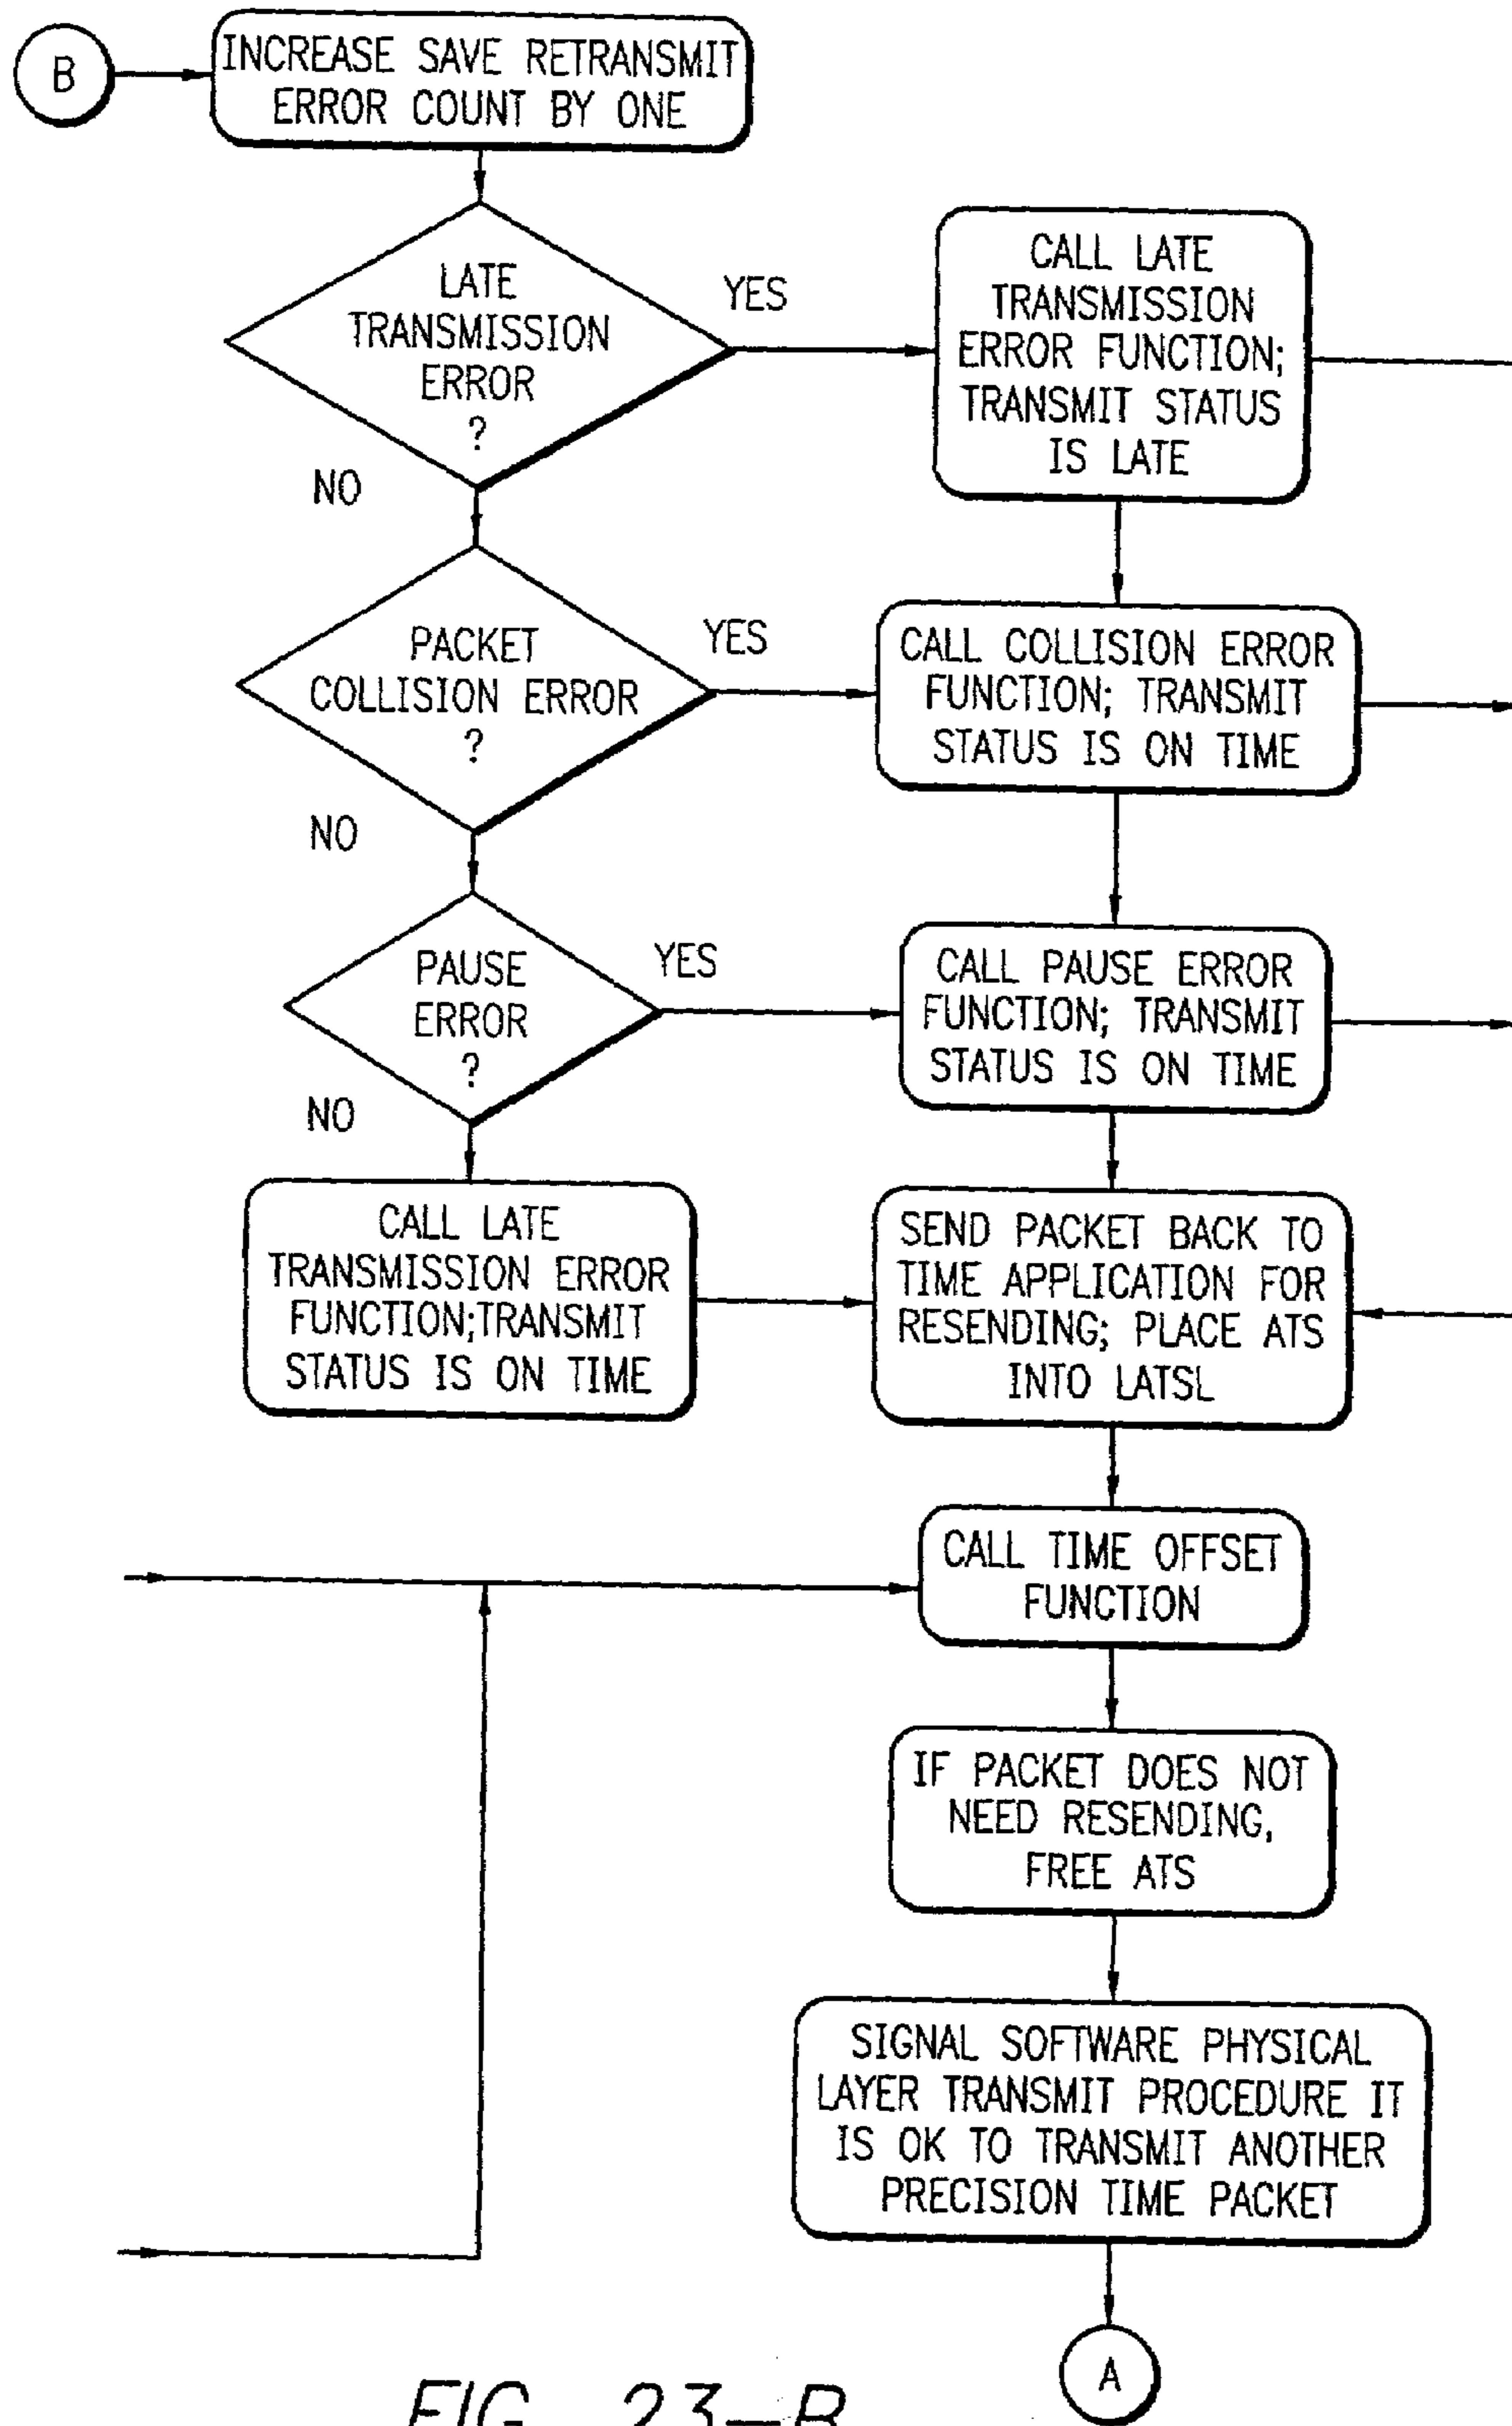 B
INCREASE SAVE RETRANSMIT
ERROR COUNT BY ONE
LATE
TRANSMISSION
ERROR
?
YES
NO
CALL LATE
TRANSMISSION
ERROR FUNCTION;
TRANSMIT STATUS
IS LATE
PACKET
COLLISION ERROR
?
YES
NO
CALL COLLISION ERROR
FUNCTION; TRANSMIT
STATUS IS ON TIME
PAUSE
ERROR
?
YES
NO
CALL PAUSE ERROR
FUNCTION; TRANSMIT
STATUS IS ON TIME
CALL LATE
TRANSMISSION ERROR
FUNCTION;TRANSMIT
STATUS IS ON TIME
SEND PACKET BACK TO
TIME APPLICATION FOR
RESENDING; PLACE ATS
INTO LATSL
CALL TIME OFFSET
FUNCTION
IF PACKET DOES NOT
NEED RESENDING,
FREE ATS
SIGNAL SOFTWARE PHYSICAL
LAYER TRANSMIT PROCEDURE IT
IS OK TO TRANSMIT ANOTHER
PRECISION TIME PACKET
A
FIG. 23-B